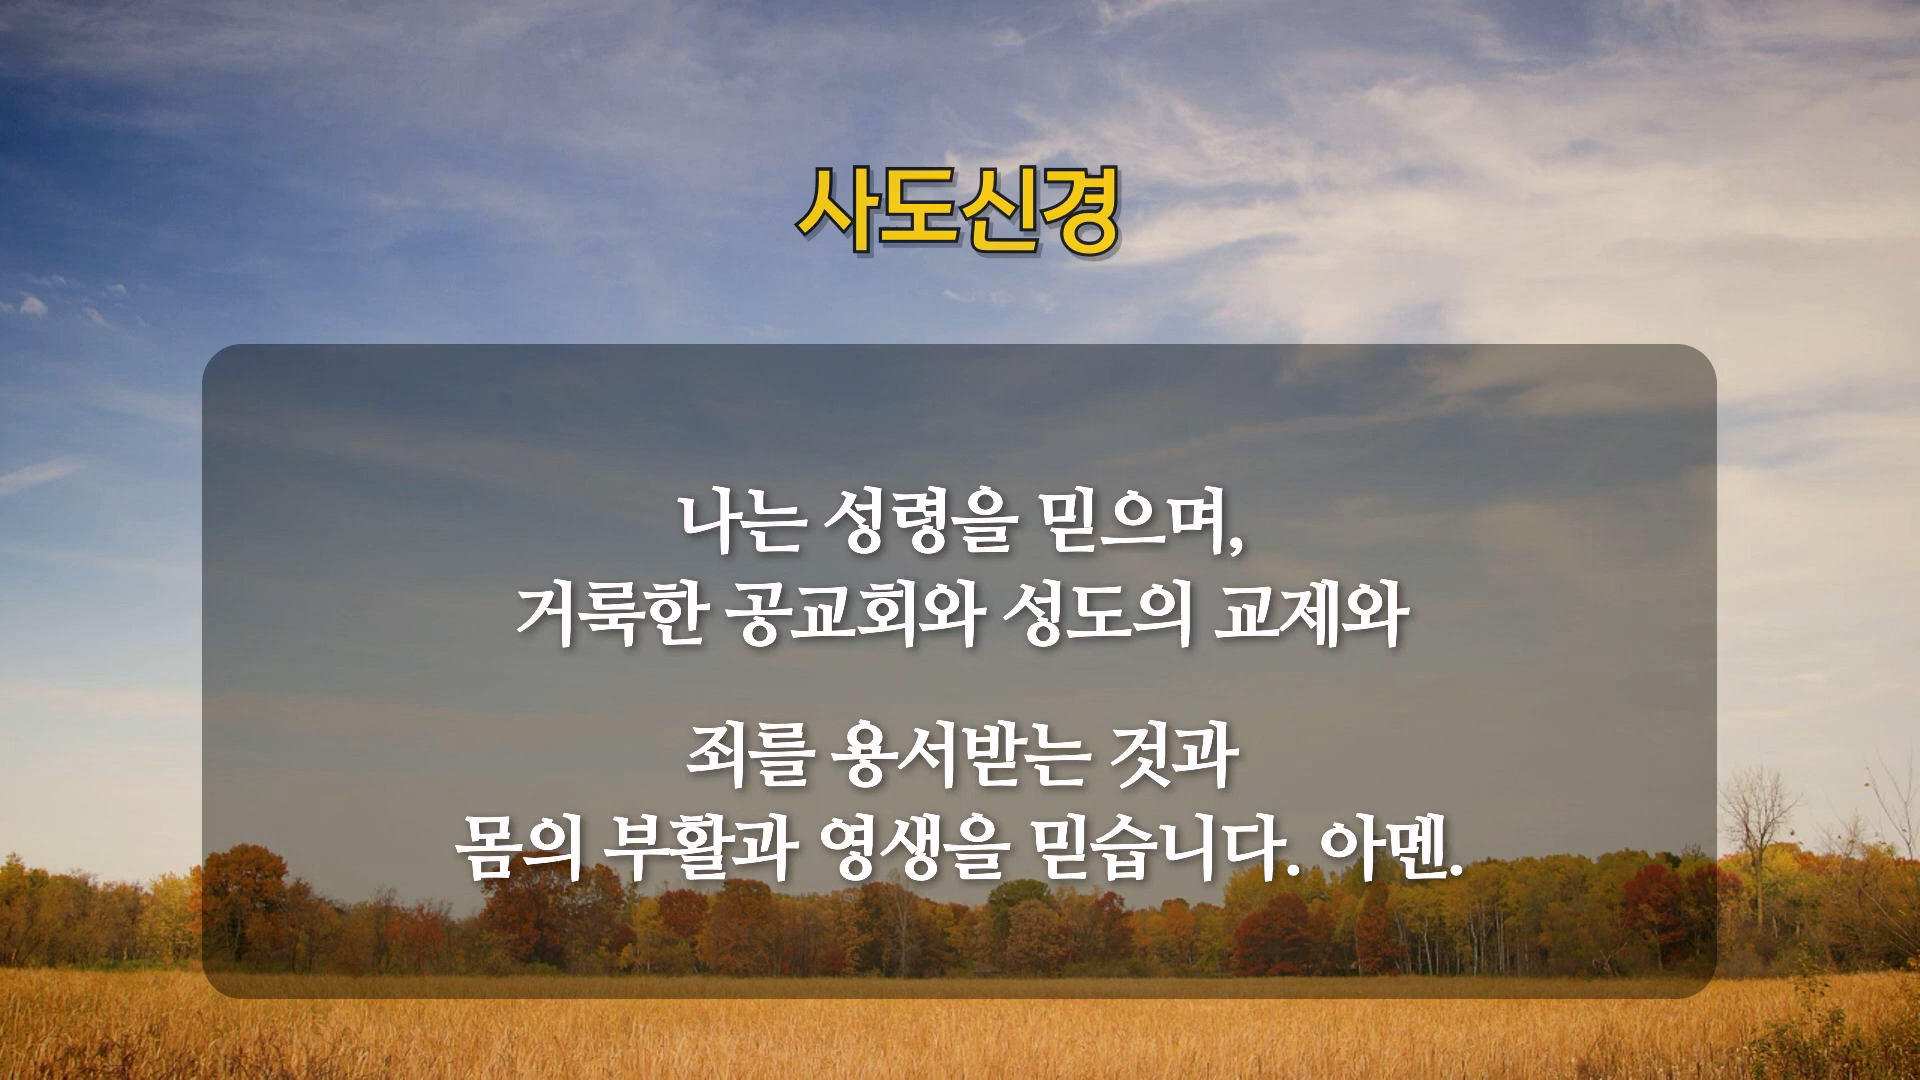 사도신경
나는 성령을 믿으며,
거룩한 공교회와 성도의 교제와
죄를 용서받는 것과
몸의 부활과 영생을 믿습니다. 아멘.